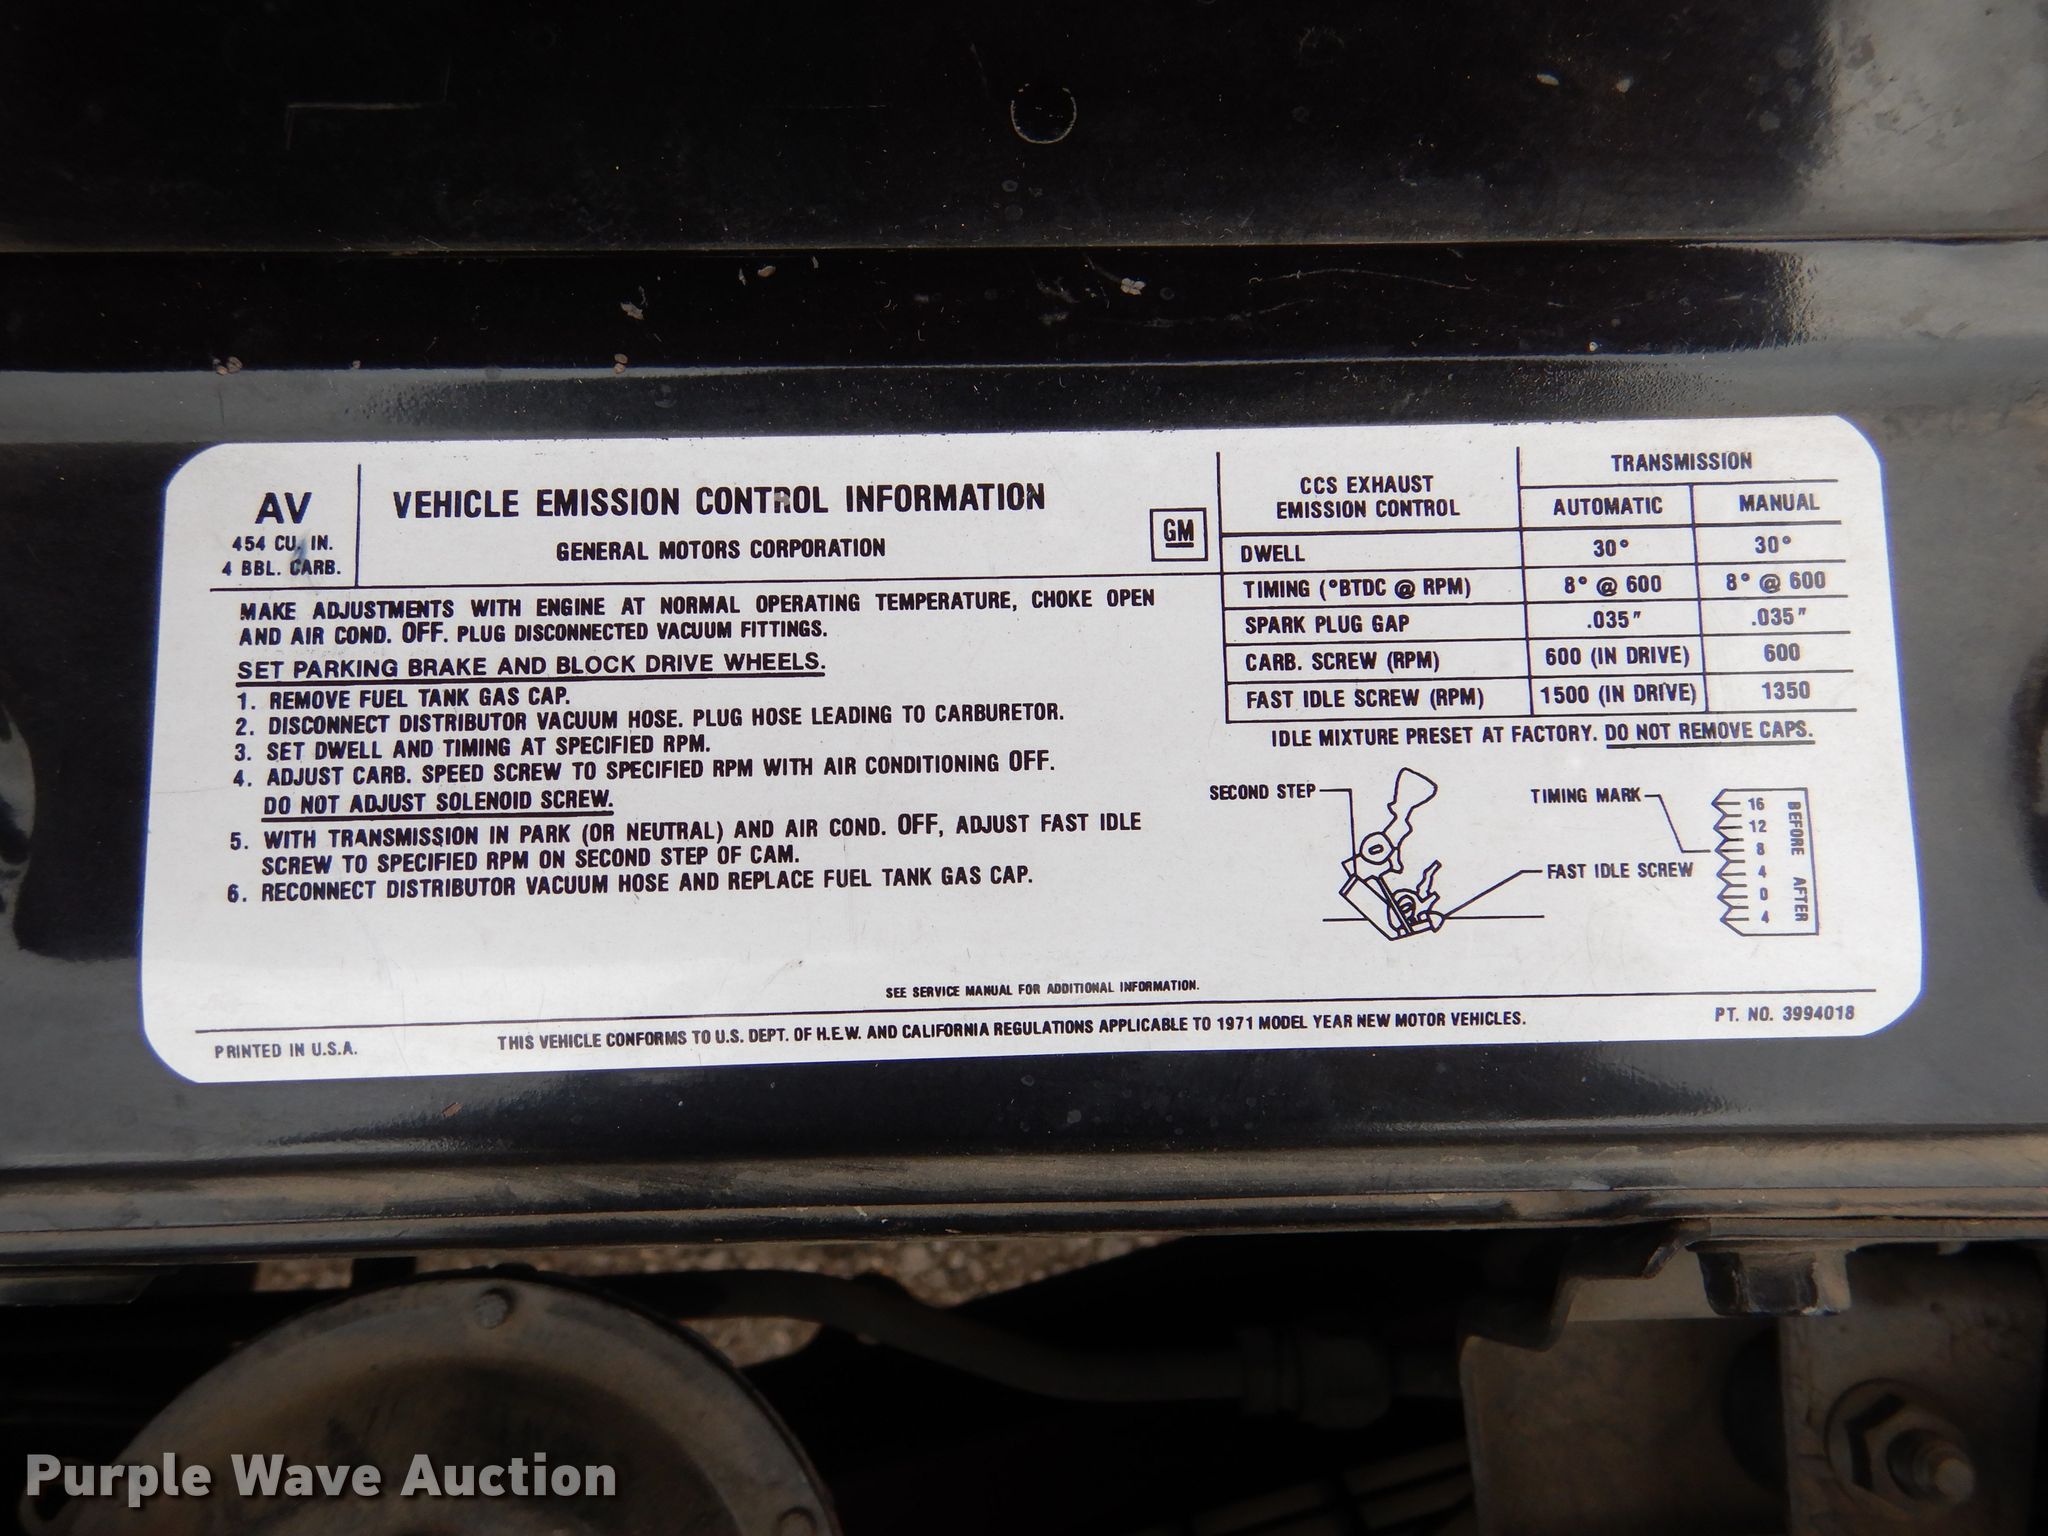 AV
454 CU. IN.
4 BBL. CARB.
VEHICLE EMISSION CONTROL INFORMATION
GENERAL MOTORS CORPORATION
GM
MAKE ADJUSTMENTS WITH ENGINE AT NORMAL OPERATING TEMPERATURE, CHOKE OPEN
AND AIR COND. OFF. PLUG DISCONNECTED VACUUM FITTINGS.
SET PARKING BRAKE AND BLOCK DRIVE WHEELS.
1. REMOVE FUEL TANK GAS CAP.
2. DISCONNECT DISTRIBUTOR VACUUM HOSE. PLUG HOSE LEADING TO CARBURETOR.
3. SET DWELL AND TIMING AT SPECIFIED RPM.
4. ADJUST CARB. SPEED SCREW TO SPECIFIED RPM WITH AIR CONDITIONING OFF.
DO NOT ADJUST SOLENOID SCREW.
5. WITH TRANSMISSION IN PARK (OR NEUTRAL) AND AIR COND. OFF, ADJUST FAST IDLE
SCREW TO SPECIFIED RPM ON SECOND STEP OF CAM.
6. RECONNECT DISTRIBUTOR VACUUM HOSE AND REPLACE FUEL TANK GAS CAP.
CCS EXHAUST
EMISSION CONTROL
TRANSMISSION
AUTOMATIC MANUAL
DWELL 30° 30°
TIMING (°BTDC @ RPM) 8° @ 600 8° @ 600
SPARK PLUG GAP .035" .035"
CARB. SCREW (RPM) 600 (IN DRIVE) 600
FAST IDLE SCREW (RPM) 1500 (IN DRIVE) 1350
IDLE MIXTURE PRESET AT FACTORY. DO NOT REMOVE CAPS.
SECOND STEP
FAST IDLE SCREW
TIMING MARK
16
12
8
4
0
4
BEFORE AFTER
SEE SERVICE MANUAL FOR ADDITIONAL INFORMATION.
PRINTED IN U.S.A.
THIS VEHICLE CONFORMS TO U.S. DEPT. OF H.E.W. AND CALIFORNIA REGULATIONS APPLICABLE TO 1971 MODEL YEAR NEW MOTOR VEHICLES.
PT. NO. 3994018
Purple Wave Auction